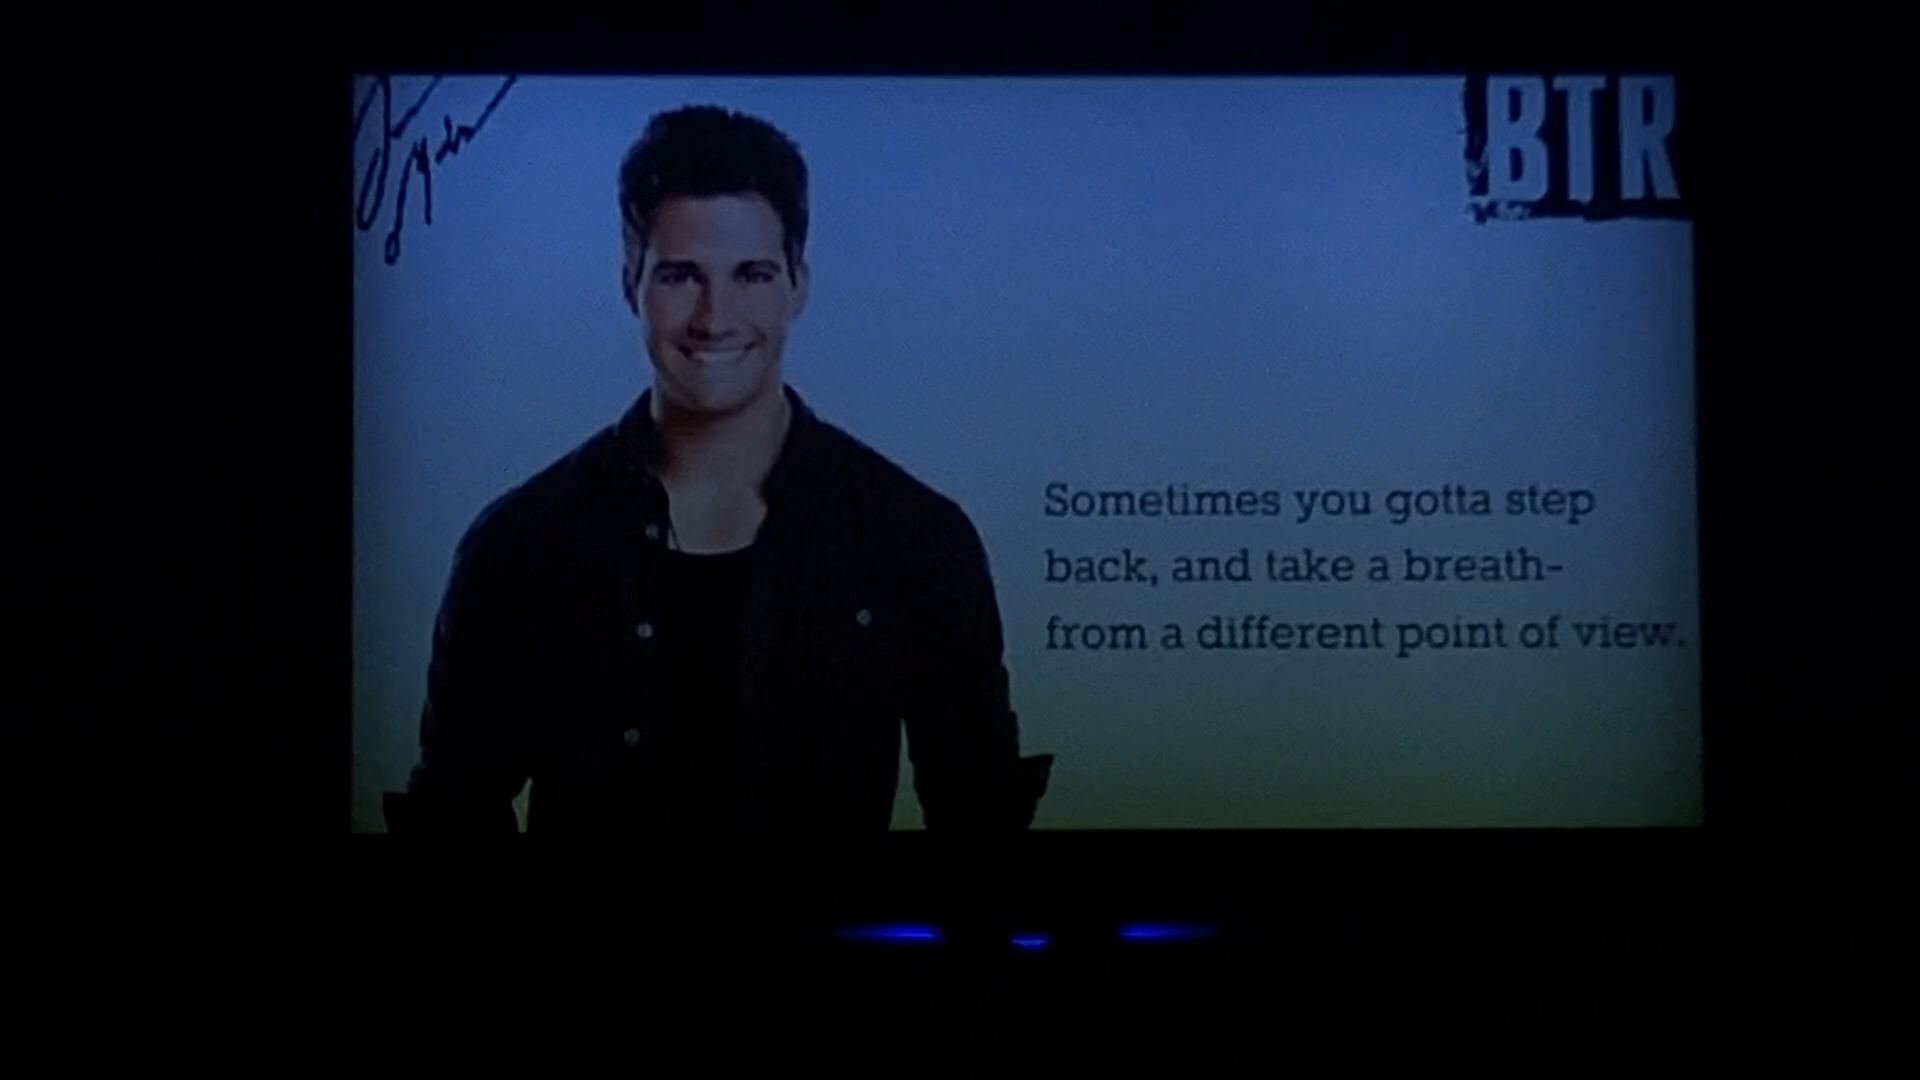 BTR
Sometimes you gotta step
back, and take a breath-
from a different point of view.